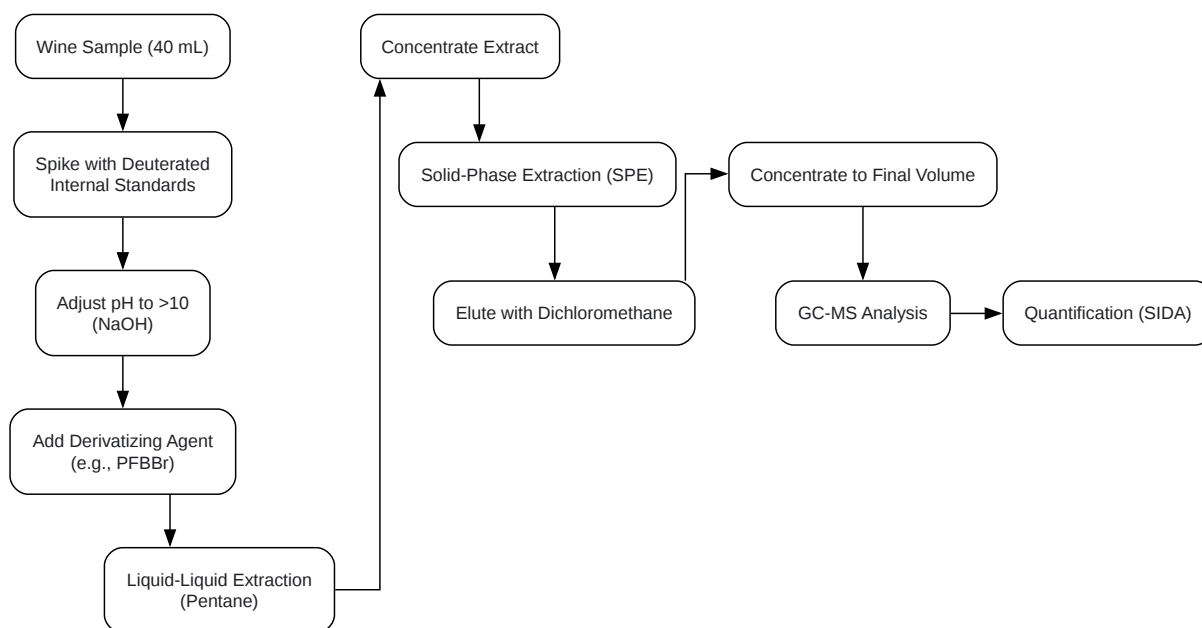 Wine Sample (40 mL)
Spike with Deuterated
Internal Standards
Adjust pH to >10
(NaOH)
Add Derivatizing Agent
(e.g., PFBBr)
Liquid-Liquid Extraction
(Pentane)
Concentrate Extract
Solid-Phase Extraction (SPE)
Elute with Dichloromethane
Concentrate to Final Volume
GC-MS Analysis
Quantification (SIDA)